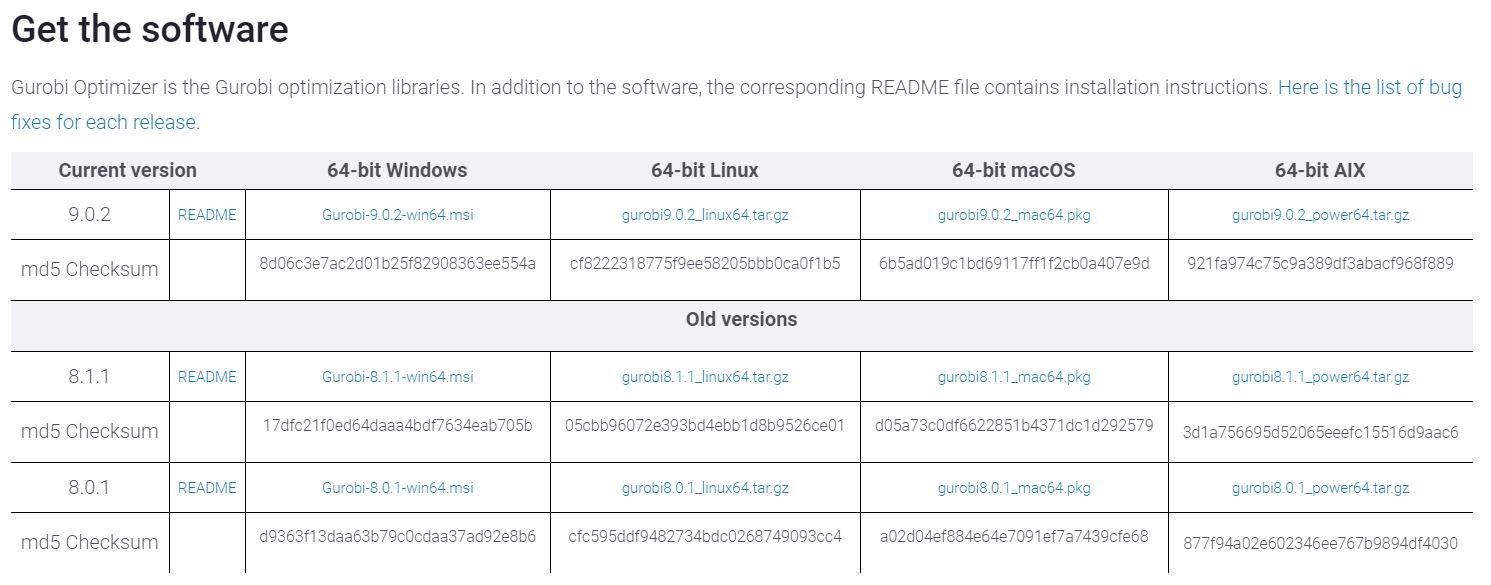 Get the software
Gurobi Optimizer is the Gurobi optimization libraries. In addition to the software, the corresponding README file contains installation instructions. Here is the list of bug
fixes for each release.
Current version 64-bit Windows 64-bit Linux 64-bit macOS 64-bit AIX
9.0.2 README Gurobi-9.0.2-win64.msi gurobi9.0.2_linux64.tar.gz gurobi9.0.2_mac64.pkg gurobi9.0.2_power64.tar.gz
md5 Checksum 8d06c3e7ac2d01b25f82908363ee554a cf8222318775f9ee58205bbb0ca0f1b5 6b5ad019c1bd69117ff1f2cb0a407e9d 921fa974c75c9a389df3abacf968f889
Old versions
8.1.1 README Gurobi-8.1.1-win64.msi gurobi8.1.1_linux64.tar.gz gurobi8.1.1_mac64.pkg gurobi8.1.1_power64.tar.gz
md5 Checksum 17dfc21f0ed64daaa4bdf7634eab705b 05cbb96072e393bd4ebb1d8b9526ce01 d05a73c0df6622851b4371dc1d292579 3d1a756695d52065eeefc15516d9aac6
8.0.1 README Gurobi-8.0.1-win64.msi gurobi8.0.1_linux64.tar.gz gurobi8.0.1_mac64.pkg gurobi8.0.1_power64.tar.gz
md5 Checksum d9363f13daa63b79c0cdaa37ad92e8b6 cfc595ddf9482734bdc0268749093cc4 a02d04ef884e64e7091ef7a7439cfe68 877f94a02e602346ee767b9894df4030